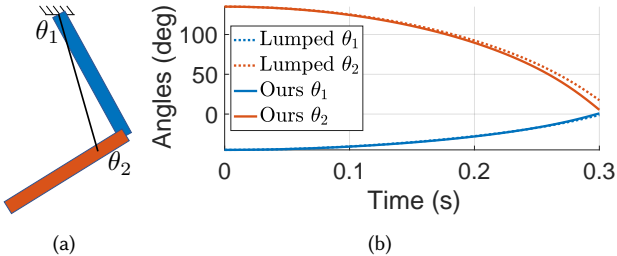 θ₁
θ₂
(a)
Angles (deg)
100
50
0
Lumped θ₁
Lumped θ₂
Ours θ₁
Ours θ₂
0
0.1
0.2
0.3
Time (s)
(b)